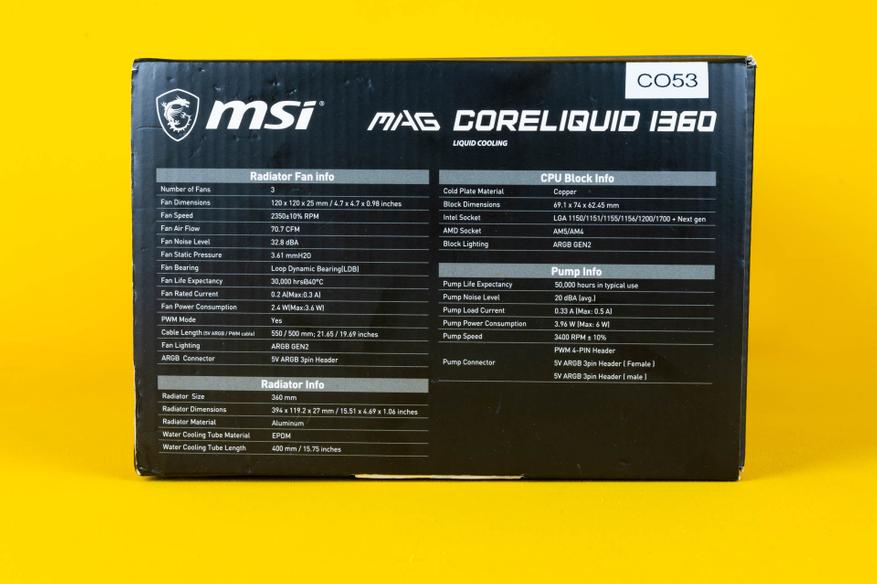 CO53
msi
MAG CORELIQUID I360
LIQUID COOLING
Radiator Fan info
Number of Fans 3
Fan Dimensions 120 x 120 x 25 mm / 4.7 x 4.7 x 0.98 inches
Fan Speed 2350±10% RPM
Fan Air Flow 70.7 CFM
Fan Noise Level 32.8 dBA
Fan Static Pressure 3.61 mmH2O
Fan Bearing Loop Dynamic Bearing(LDB)
Fan Life Expectancy 30,000 hrs@40°C
Fan Rated Current 0.2 A(Max:0.3 A)
Fan Power Consumption 2.4 W(Max:3.6 W)
PWM Mode Yes
Cable Length (5V ARGB / PWM cable) 550 / 500 mm; 21.65 / 19.69 inches
Fan Lighting ARGB GEN2
ARGB Connector 5V ARGB 3pin Header
Radiator Info
Radiator Size 360 mm
Radiator Dimensions 394 x 119.2 x 27 mm / 15.51 x 4.69 x 1.06 inches
Radiator Material Aluminum
Water Cooling Tube Material EPDM
Water Cooling Tube Length 400 mm / 15.75 inches
CPU Block Info
Cold Plate Material Copper
Block Dimensions 69.1 x 74 x 62.45 mm
Intel Socket LGA 1150/1151/1155/1156/1200/1700 + Next gen
AMD Socket AM5/AM4
Block Lighting ARGB GEN2
Pump Info
Pump Life Expectancy 50,000 hours in typical use
Pump Noise Level 20 dBA (avg.)
Pump Load Current 0.33 A (Max: 0.5 A)
Pump Power Consumption 3.96 W (Max: 6 W)
Pump Speed 3400 RPM ± 10%
PWM 4-PIN Header
Pump Connector 5V ARGB 3pin Header ( Female )
5V ARGB 3pin Header ( male )